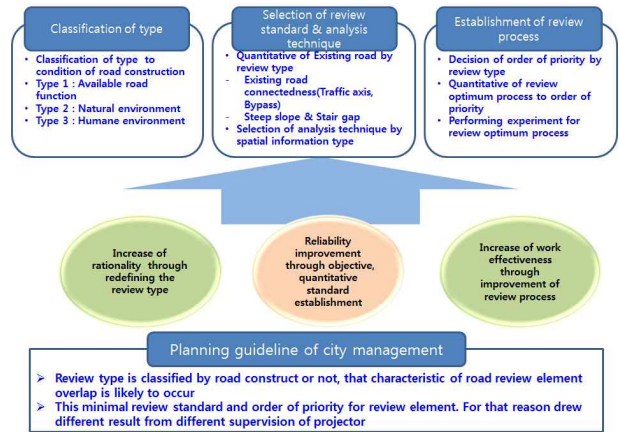 Classification of type
• Classification of type to
condition of road construction
• Type 1 : Available road
function
• Type 2 : Natural environment
• Type 3 : Humane environment
Selection of review
standard & analysis
technique
• Quantitative of Existing road by
review type
- Existing road
connectedness(Traffic axis,
Bypass)
- Steep slope & Stair gap
• Selection of analysis technique by
spatial information type
Establishment of review
process
• Decision of order of priority by
review type
• Quantitative of review
optimum process to order of
priority
• Performing experiment for
review optimum process
Increase of
rationality through
redefining the
review type
Reliability
improvement
through objective,
quantitative
standard
establishment
Increase of work
effectiveness
through
improvement of
review process
Planning guideline of city management
➢ Review type is classified by road construct or not, that characteristic of road review element
overlap is likely to occur
➢ This minimal review standard and order of priority for review element. For that reason drew
different result from different supervision of projector